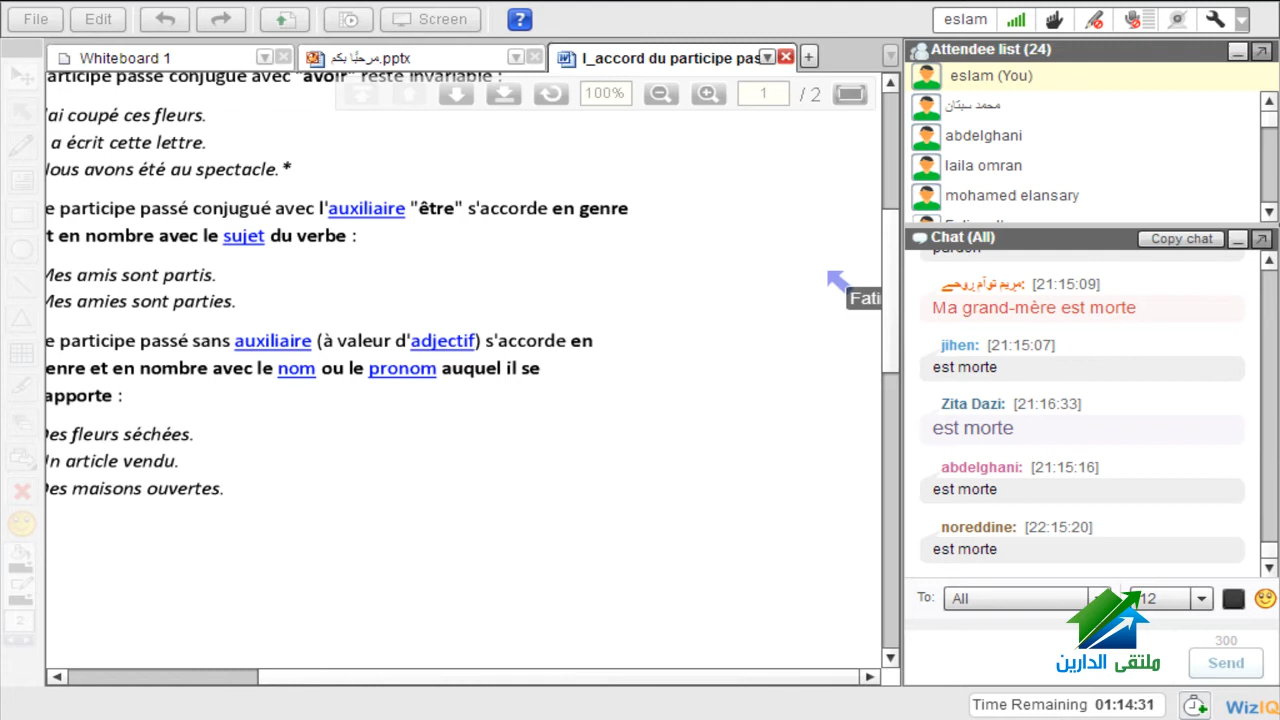 File
Edit
Screen
?
eslam
Whiteboard 1
مرحبًا بكم.pptx
l_accord du participe pas
+
100%
1
/ 2
articipe passé conjugué avec "avoir" reste invariable :
'ai coupé ces fleurs.
a écrit cette lettre.
Nous avons été au spectacle.*
e participe passé conjugué avec l'auxiliaire "être" s'accorde en genre
t en nombre avec le sujet du verbe :
Mes amis sont partis.
Mes amies sont parties.
e participe passé sans auxiliaire (à valeur d'adjectif) s'accorde en
enre et en nombre avec le nom ou le pronom auquel il se
apporte :
Des fleurs séchées.
Un article vendu.
Des maisons ouvertes.
Fati
2
Attendee list (24)
eslam (You)
محمد سبتان
abdelghani
laila omran
mohamed elansary
Chat (All)
Copy chat
pardon
[21:15:09]
Ma grand-mère est morte
jihen: [21:15:07]
est morte
Zita Dazi: [21:16:33]
est morte
abdelghani: [21:15:16]
est morte
noreddine: [22:15:20]
est morte
To:
All
12
300
Send
ملتقى الدارين
Time Remaining 01:14:31
WizIQ